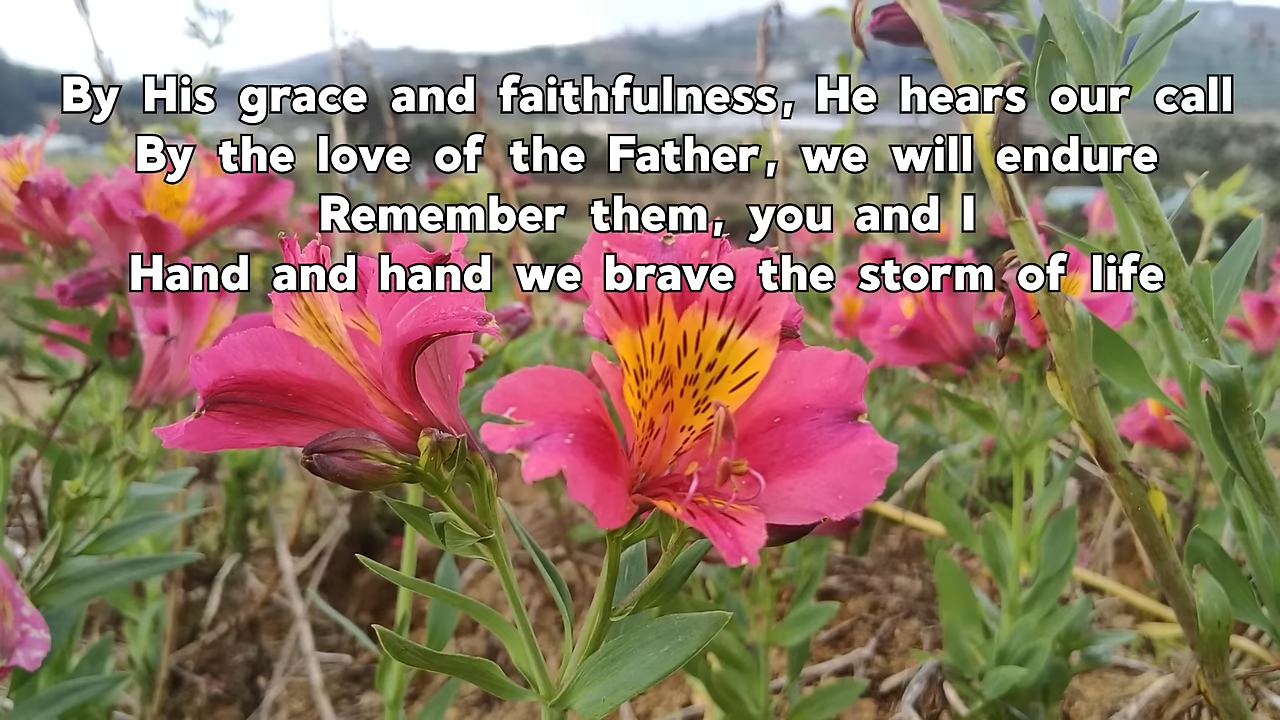 By His grace and faithfulness, He hears our call
By the love of the Father, we will endure
Remember them, you and I
Hand and hand we brave the storm of life